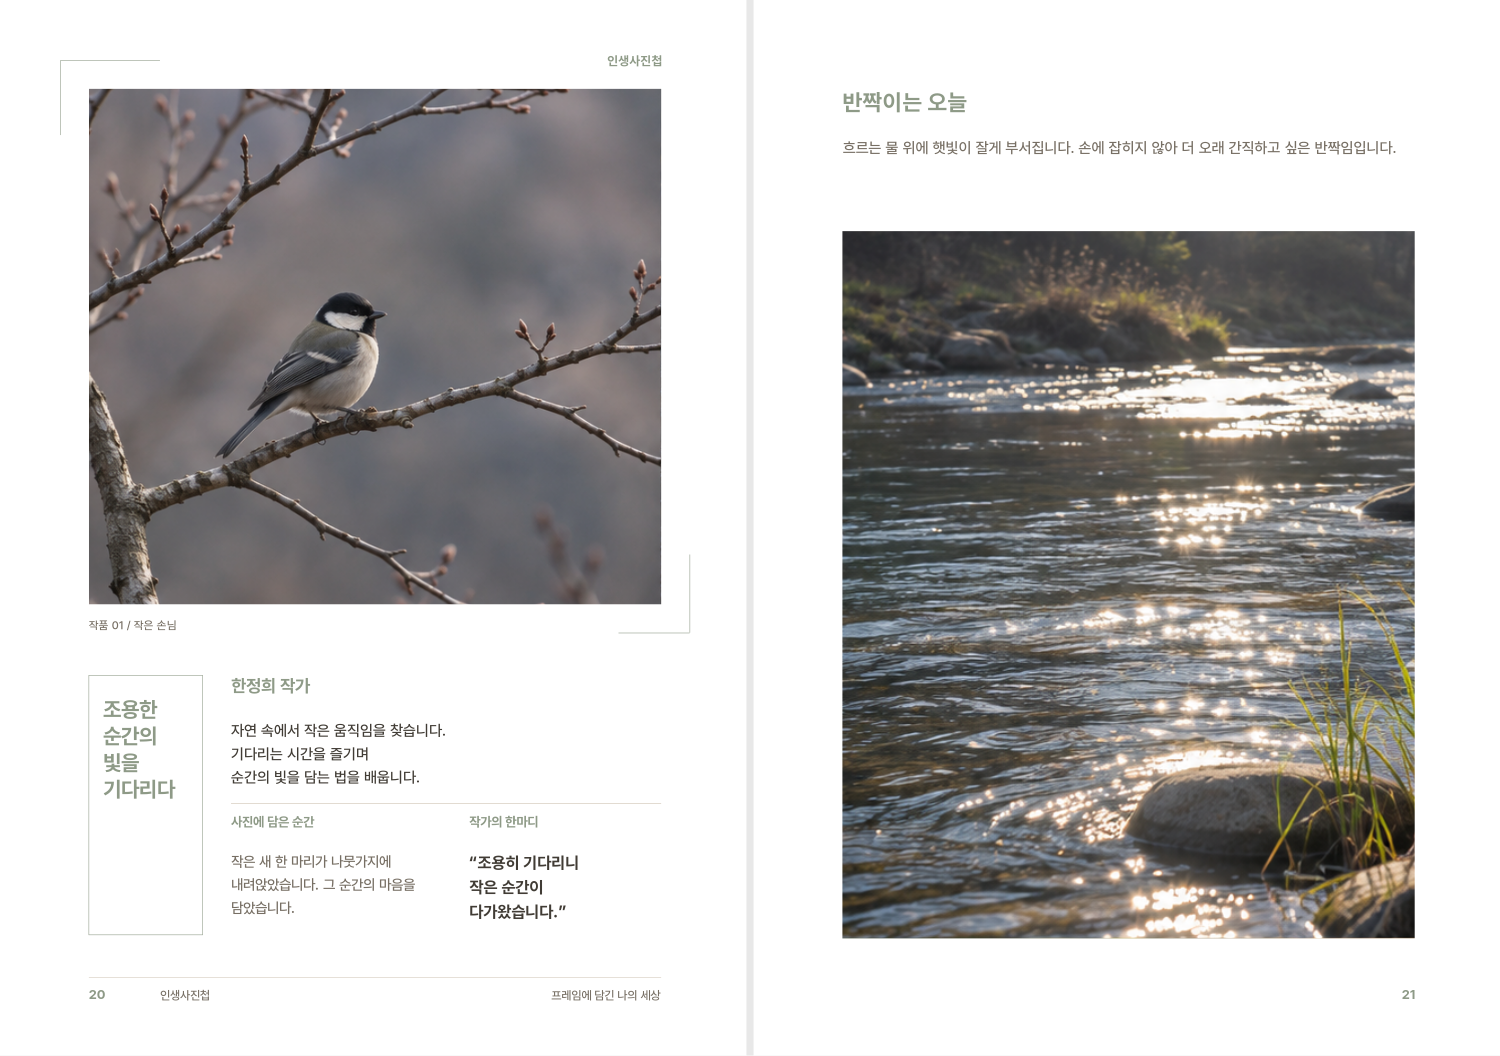 인생사진첩
작품 01 / 작은 손님
조용한
순간의
빛을
기다리다
한정희 작가
자연 속에서 작은 움직임을 찾습니다.
기다리는 시간을 즐기며
순간의 빛을 담는 법을 배웁니다.
사진에 담은 순간
작은 새 한 마리가 나뭇가지에
내려앉았습니다. 그 순간의 마음을
담았습니다.
작가의 한마디
“조용히 기다리니
작은 순간이
다가왔습니다.”
20
인생사진첩
프레임에 담긴 나의 세상
반짝이는 오늘
흐르는 물 위에 햇빛이 잘게 부서집니다. 손에 잡히지 않아 더 오래 간직하고 싶은 반짝임입니다.
21